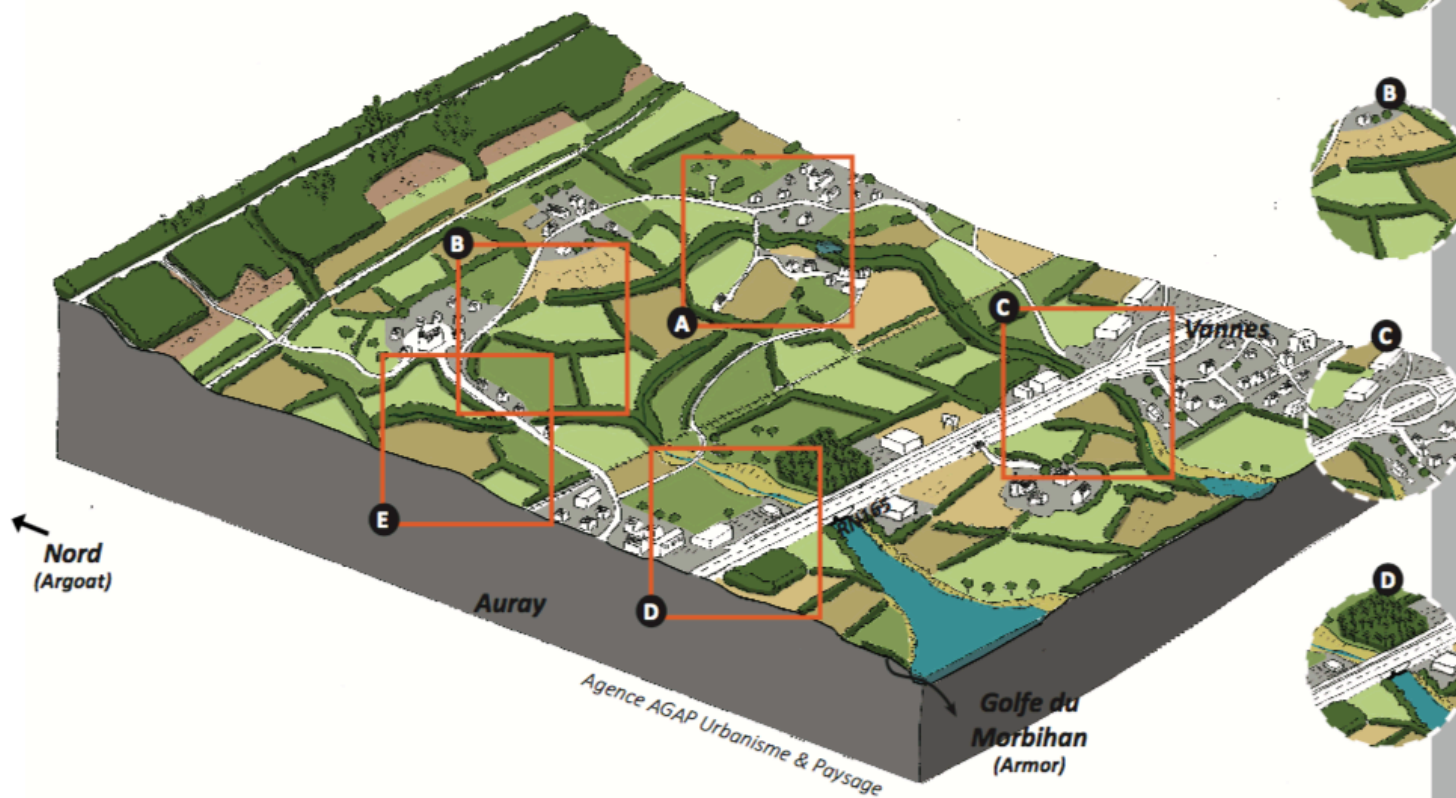 B
B
A
C
Vannes
C
E
Nord
(Argoat)
Auray
D
RN165
D
Agence AGAP Urbanisme & Paysage
Golfe du
Morbihan
(Armor)